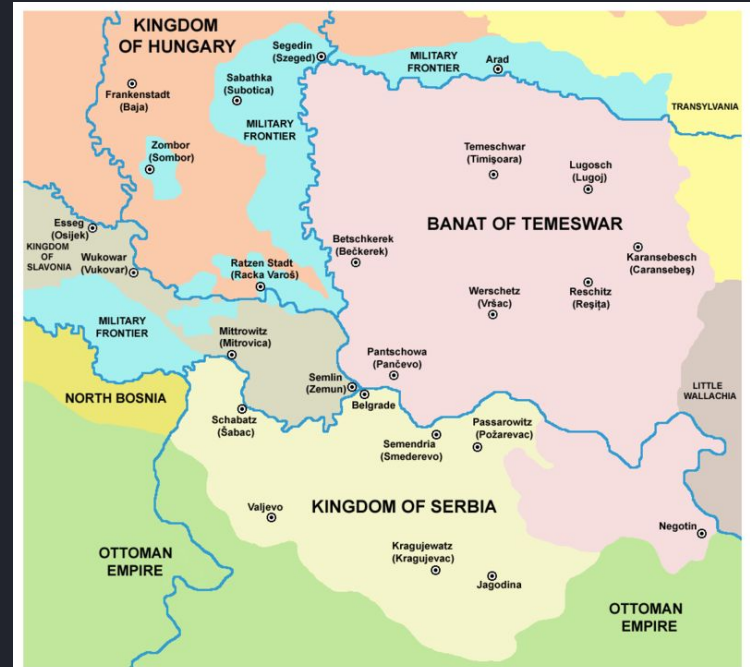 KINGDOM
OF HUNGARY
Segedin
(Szeged)
MILITARY
FRONTIER
Arad
Sabathka
(Subotica)
Frankenstadt
(Baja)
TRANSYLVANIA
MILITARY
FRONTIER
Zombor
(Sombor)
Temeschwar
(Timişoara)
Lugosch
(Lugoj)
Esseg
(Osijek)
BANAT OF TEMESWAR
KINGDOM
OF
SLAVONIA
Wukowar
(Vukovar)
Betschkerek
(Bečkerek)
Karansebesch
(Caransebeş)
Ratzen Stadt
(Racka Varoš)
Werschetz
(Vršac)
Reschitz
(Reşiţa)
MILITARY
FRONTIER
Mittrowitz
(Mitrovica)
Pantschowa
(Pančevo)
Semlin
(Zemun)
LITTLE
WALLACHIA
NORTH BOSNIA
Belgrade
Schabatz
(Šabac)
Passarowitz
(Požarevac)
Semendria
(Smederevo)
Valjevo
KINGDOM OF SERBIA
Negotin
Kragujewatz
(Kragujevac)
OTTOMAN
EMPIRE
Jagodina
OTTOMAN
EMPIRE